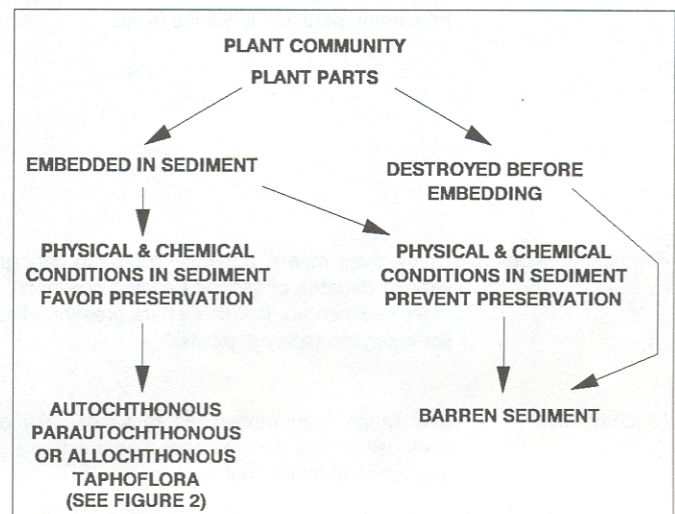 PLANT COMMUNITY
PLANT PARTS
EMBEDDED IN SEDIMENT
DESTROYED BEFORE
EMBEDDING
PHYSICAL & CHEMICAL
CONDITIONS IN SEDIMENT
FAVOR PRESERVATION
PHYSICAL & CHEMICAL
CONDITIONS IN SEDIMENT
PREVENT PRESERVATION
AUTOCHTHONOUS
PARAUTOCHTHONOUS
OR ALLOCHTHONOUS
TAPHOFLORA
(SEE FIGURE 2)
BARREN SEDIMENT